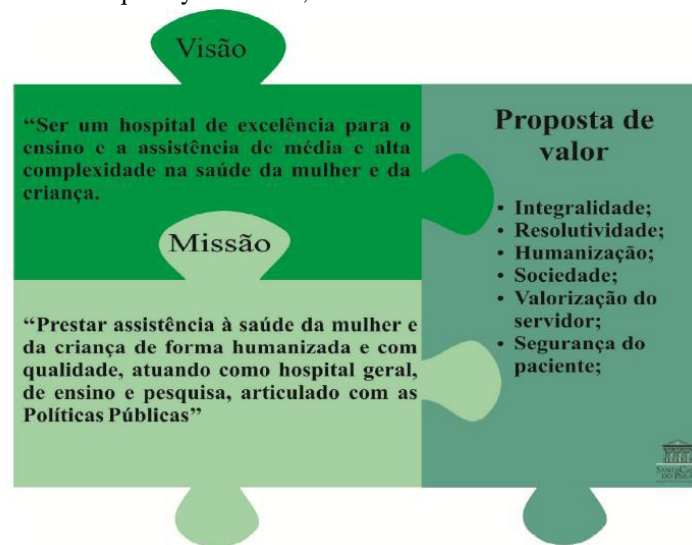 Visão
“Ser um hospital de excelência para o
ensino e a assistência de média e alta
complexidade na saúde da mulher e da
criança.
Missão
“Prestar assistência à saúde da mulher e
da criança de forma humanizada e com
qualidade, atuando como hospital geral,
de ensino e pesquisa, articulado com as
Políticas Públicas”
Proposta de
valor
• Integralidade;
• Resolutividade;
• Humanização;
• Sociedade;
• Valorização do
servidor;
• Segurança do
paciente;